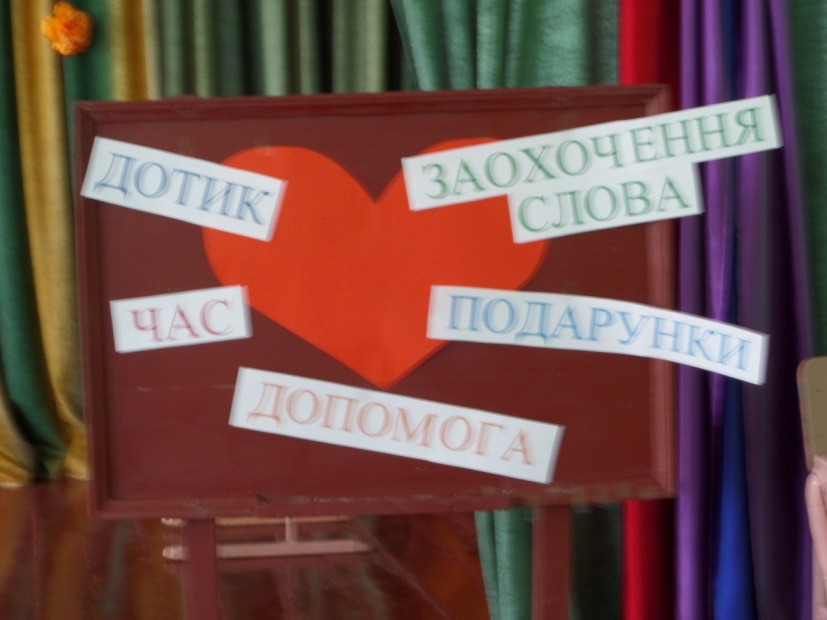 ДОТИК
ЗАОХОЧЕННЯ
СЛОВА
ЧАС
ПОДАРУНКИ
ДОПОМОГА